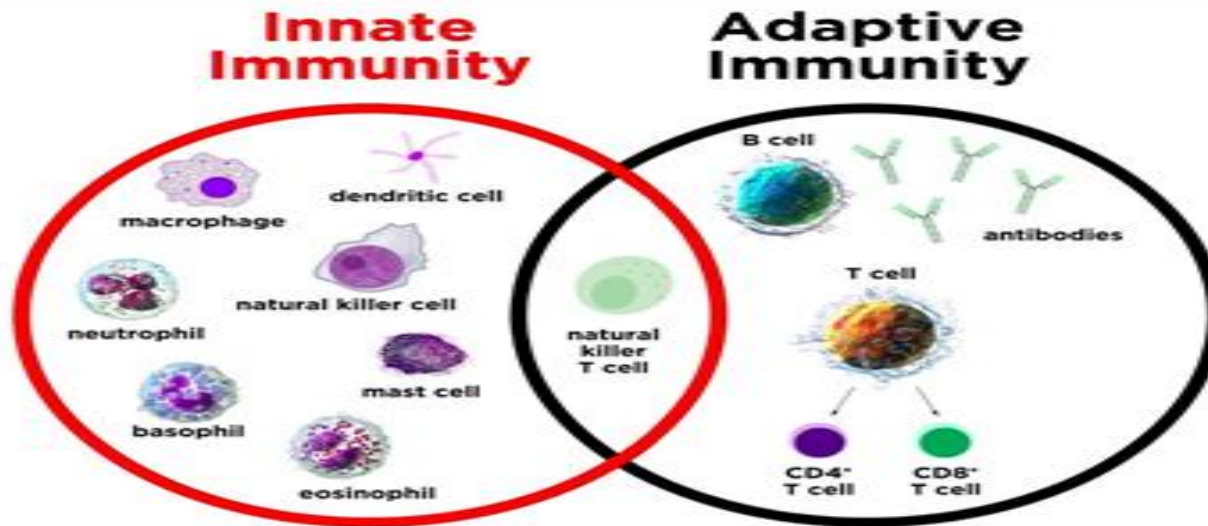 Innate
Immunity
Adaptive
Immunity
macrophage
dendritic cell
neutrophil
natural killer cell
mast cell
basophil
eosinophil
natural
killer
T cell
B cell
antibodies
T cell
CD4⁺
T cell
CD8⁺
T cell